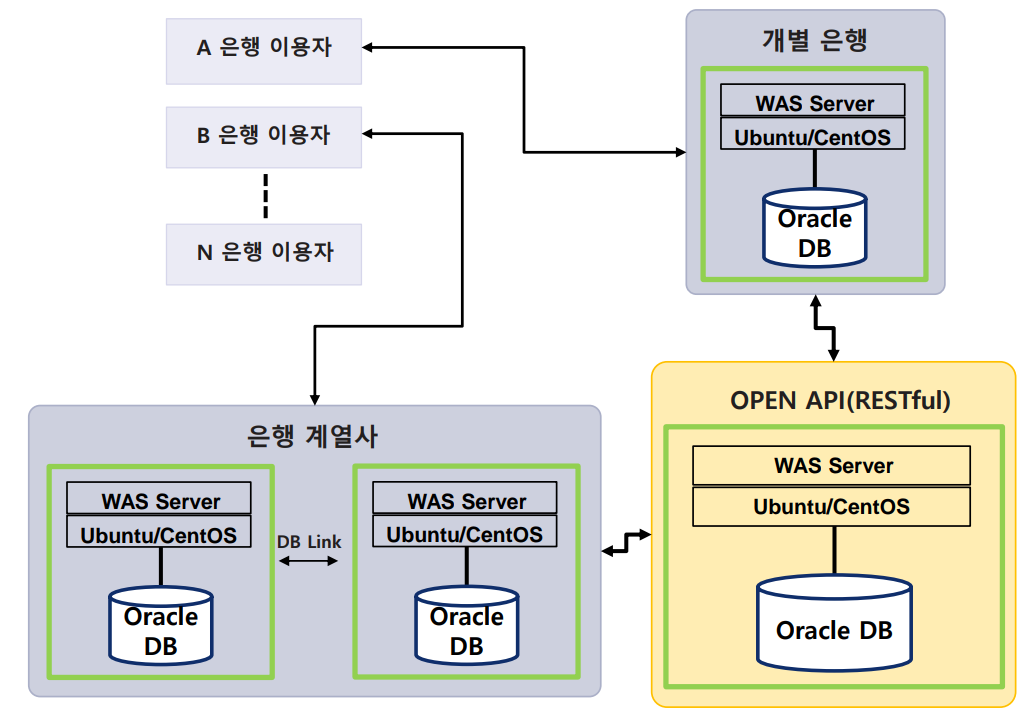 A 은행 이용자
B 은행 이용자
N 은행 이용자
개별 은행
WAS Server
Ubuntu/CentOS
Oracle
DB
은행 계열사
WAS Server
Ubuntu/CentOS
Oracle
DB
DB Link
WAS Server
Ubuntu/CentOS
Oracle
DB
OPEN API(RESTful)
WAS Server
Ubuntu/CentOS
Oracle DB